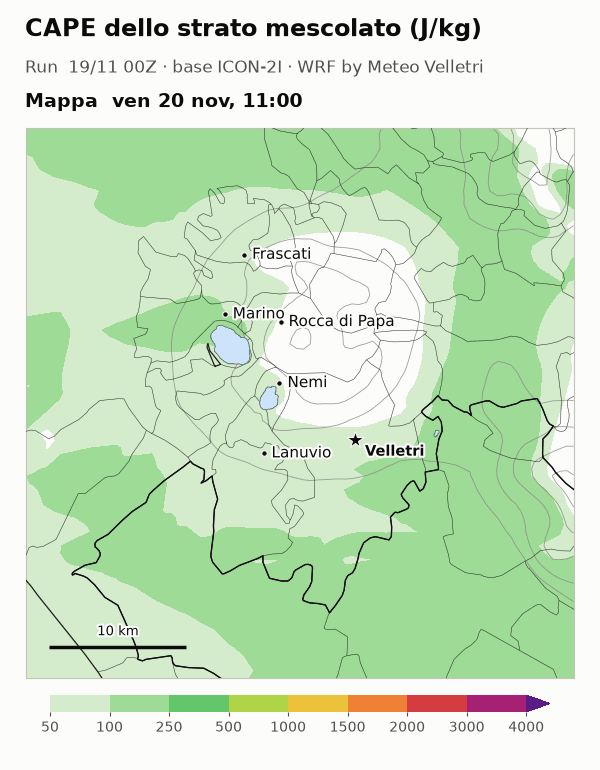 CAPE dello strato mescolato (J/kg)
Run  19/11 00Z · base ICON-2I · WRF by Meteo Velletri
Mappa  ven 20 nov, 11:00
Frascati
Marino
Rocca di Papa
Nemi
Lanuvio
Velletri
10 km
50 100 250 500 1000 1500 2000 3000 4000